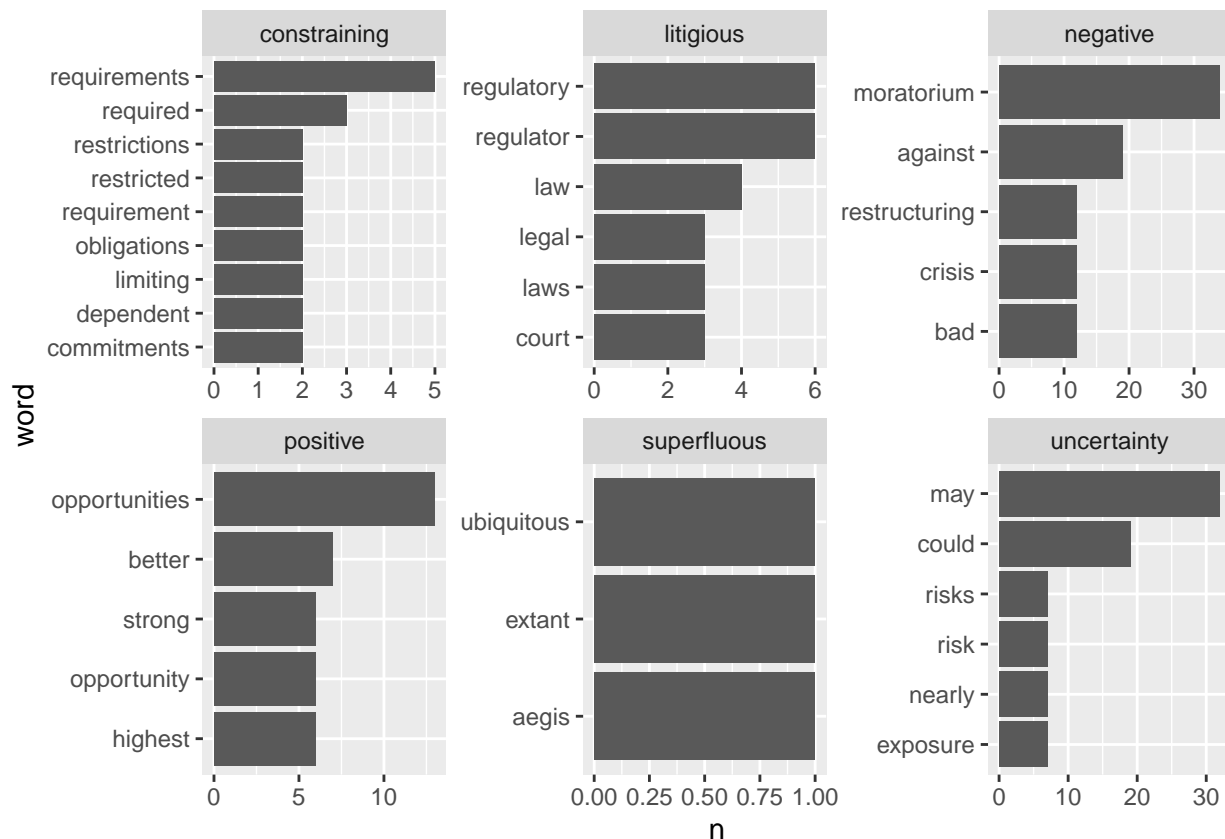 constraining
requirements
required
restrictions
restricted
requirement
obligations
limiting
dependent
commitments
0 1 2 3 4 5
litigious
regulatory
regulator
law
legal
laws
court
0 2 4 6
negative
moratorium
against
restructuring
crisis
bad
0 10 20 30
word
positive
opportunities
better
strong
opportunity
highest
0 5 10
superfluous
ubiquitous
extant
aegis
0.00 0.25 0.50 0.75 1.00
uncertainty
may
could
risks
risk
nearly
exposure
0 10 20 30
n